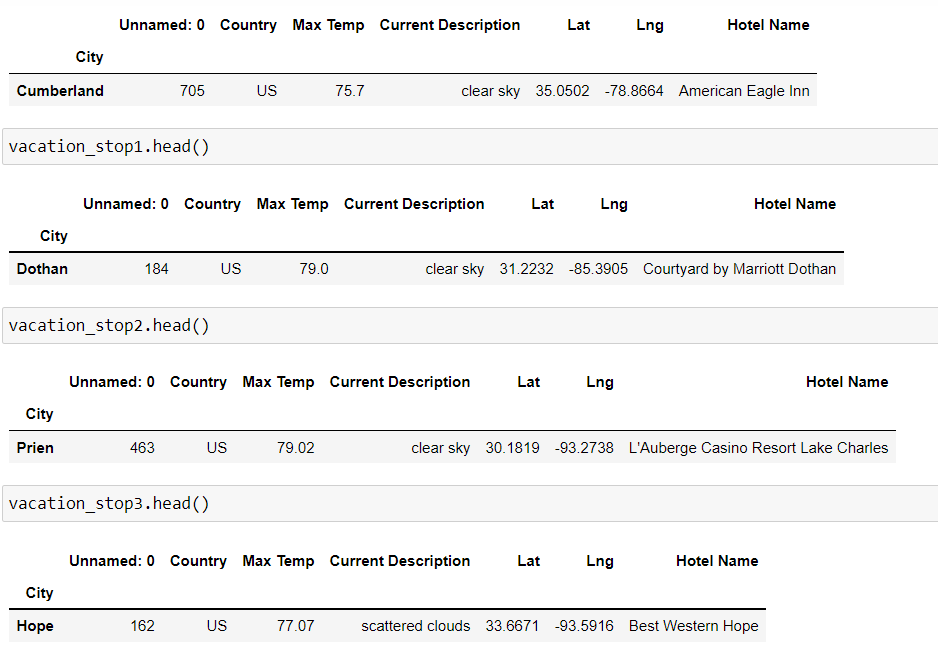 Unnamed: 0 Country Max Temp Current Description Lat Lng Hotel Name
City
Cumberland 705 US 75.7 clear sky 35.0502 -78.8664 American Eagle Inn
vacation_stop1.head()
Unnamed: 0 Country Max Temp Current Description Lat Lng Hotel Name
City
Dothan 184 US 79.0 clear sky 31.2232 -85.3905 Courtyard by Marriott Dothan
vacation_stop2.head()
Unnamed: 0 Country Max Temp Current Description Lat Lng Hotel Name
City
Prien 463 US 79.02 clear sky 30.1819 -93.2738 L'Auberge Casino Resort Lake Charles
vacation_stop3.head()
Unnamed: 0 Country Max Temp Current Description Lat Lng Hotel Name
City
Hope 162 US 77.07 scattered clouds 33.6671 -93.5916 Best Western Hope